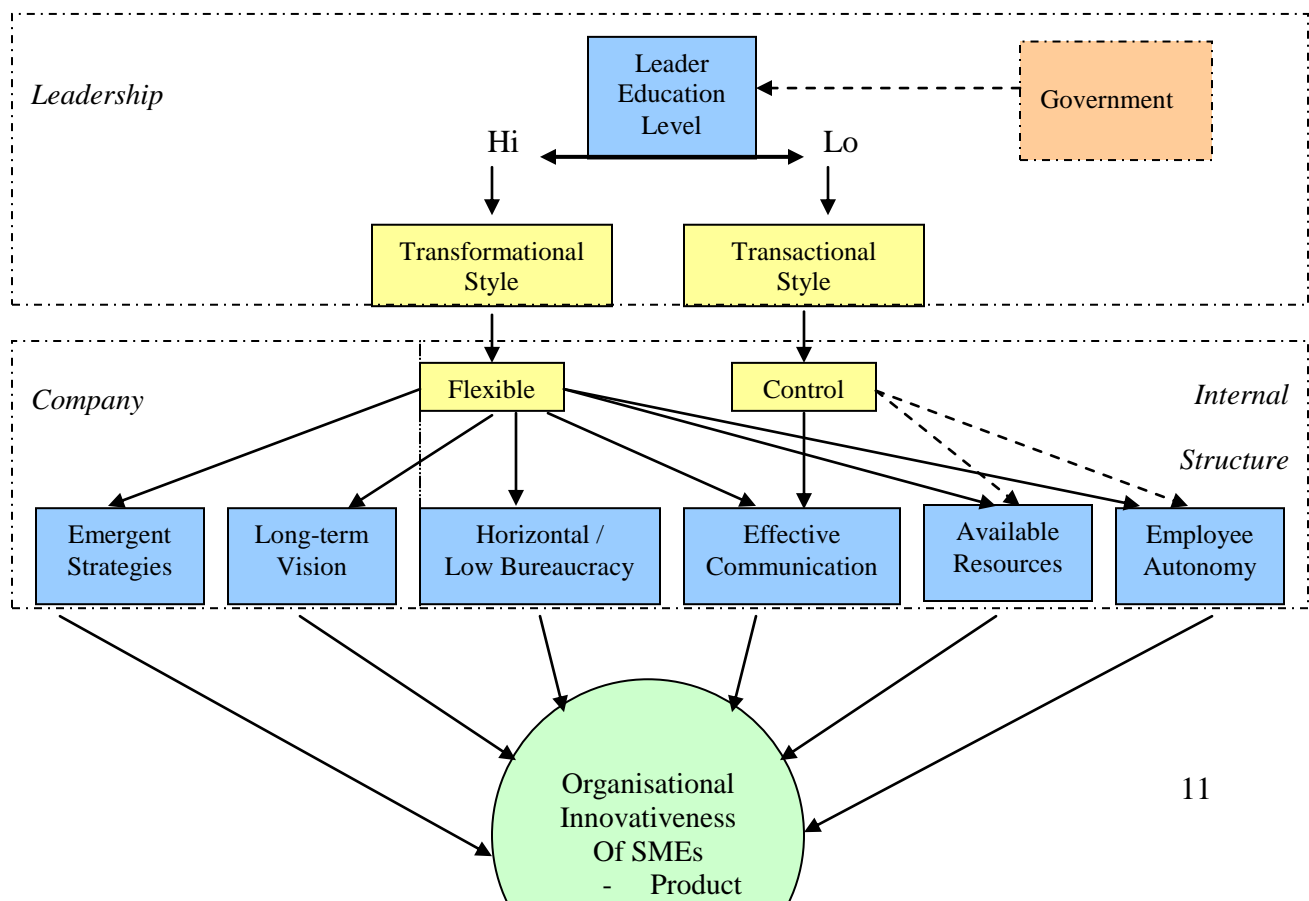 Leadership
Leader
Education
Level
Government
Hi
Lo
Transformational
Style
Transactional
Style
Company
Flexible
Control
Internal
Structure
Emergent
Strategies
Long-term
Vision
Horizontal /
Low Bureaucracy
Effective
Communication
Available
Resources
Employee
Autonomy
Organisational
Innovativeness
Of SMEs
- Product
11